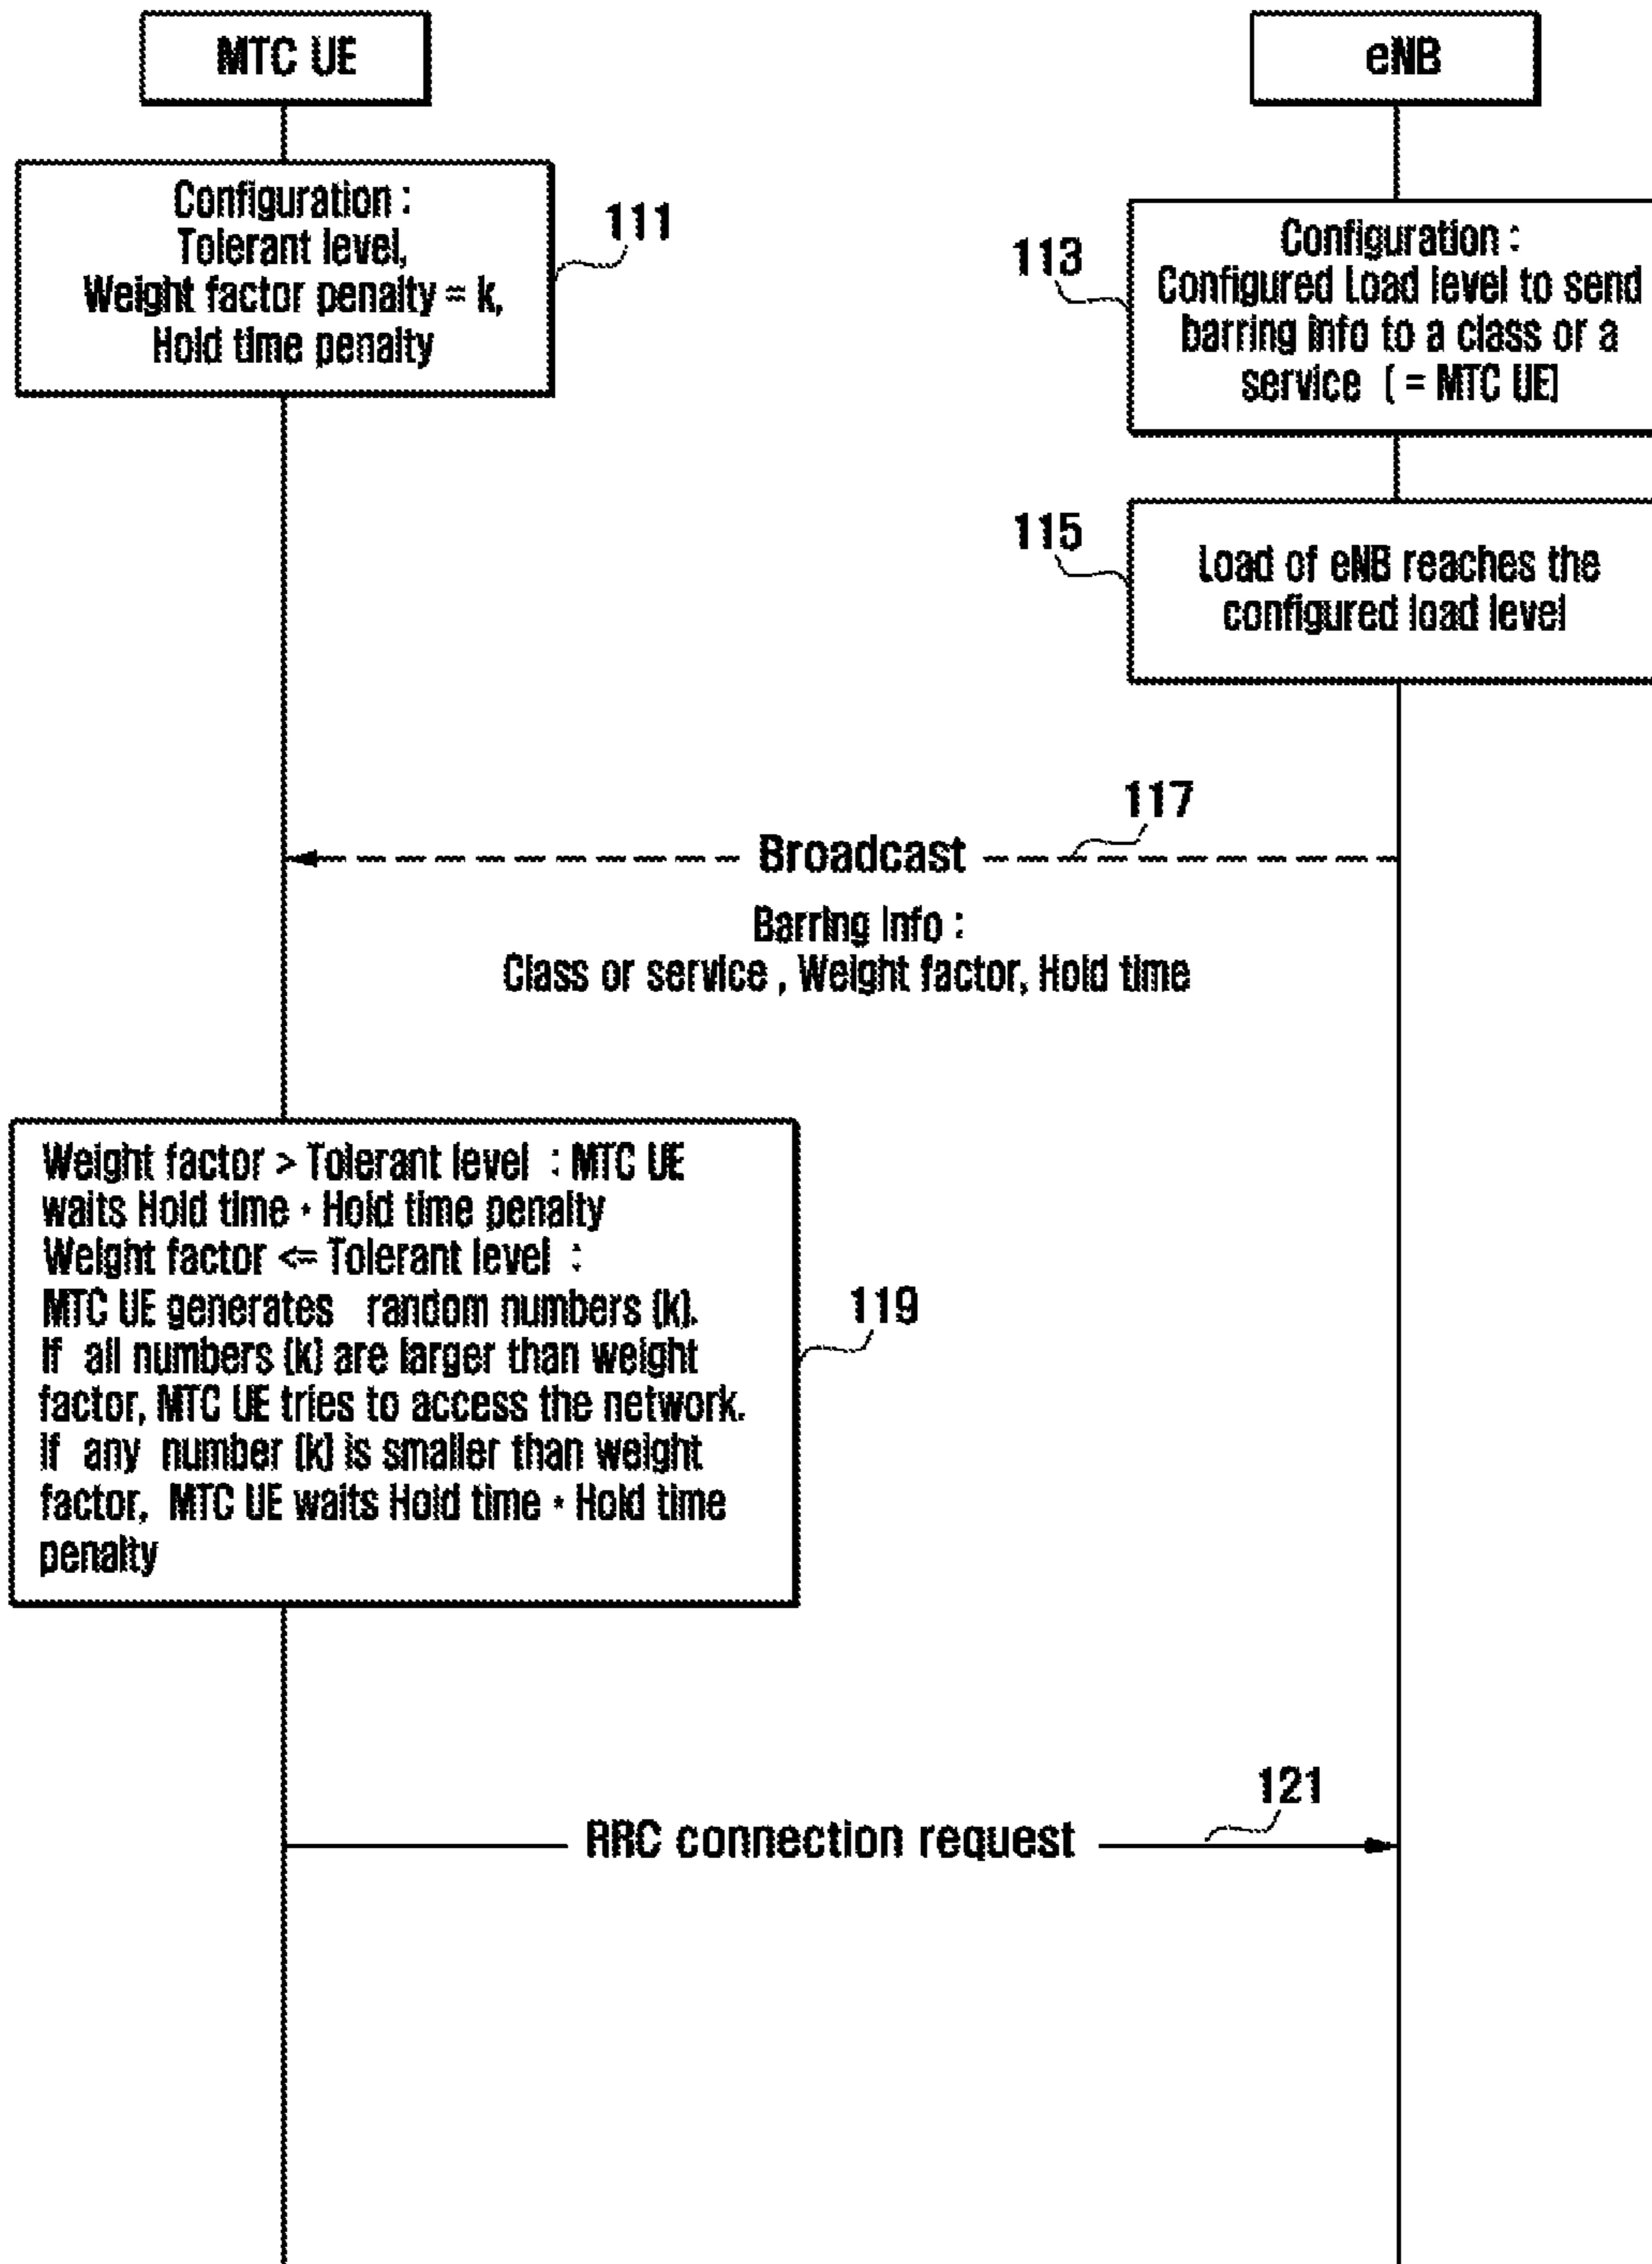 MTC UE
eNB
Configuration :
Tolerant level,
Weight factor penalty = k,
Hold time penalty
111
113
Configuration :
Configured Load level to send
barring info to a class or a
service ( = MTC UE)
115
Load of eNB reaches the
configured load level
117
Broadcast
Barring info :
Class or service , Weight factor, Hold time
Weight factor > Tolerant level : MTC UE
waits Hold time * Hold time penalty
Weight factor <= Tolerant level :
MTC UE generates random numbers (k).
If all numbers (k) are larger than weight
factor, MTC UE tries to access the network.
If any number (k) is smaller than weight
factor, MTC UE waits Hold time * Hold time
penalty
119
121
RRC connection request